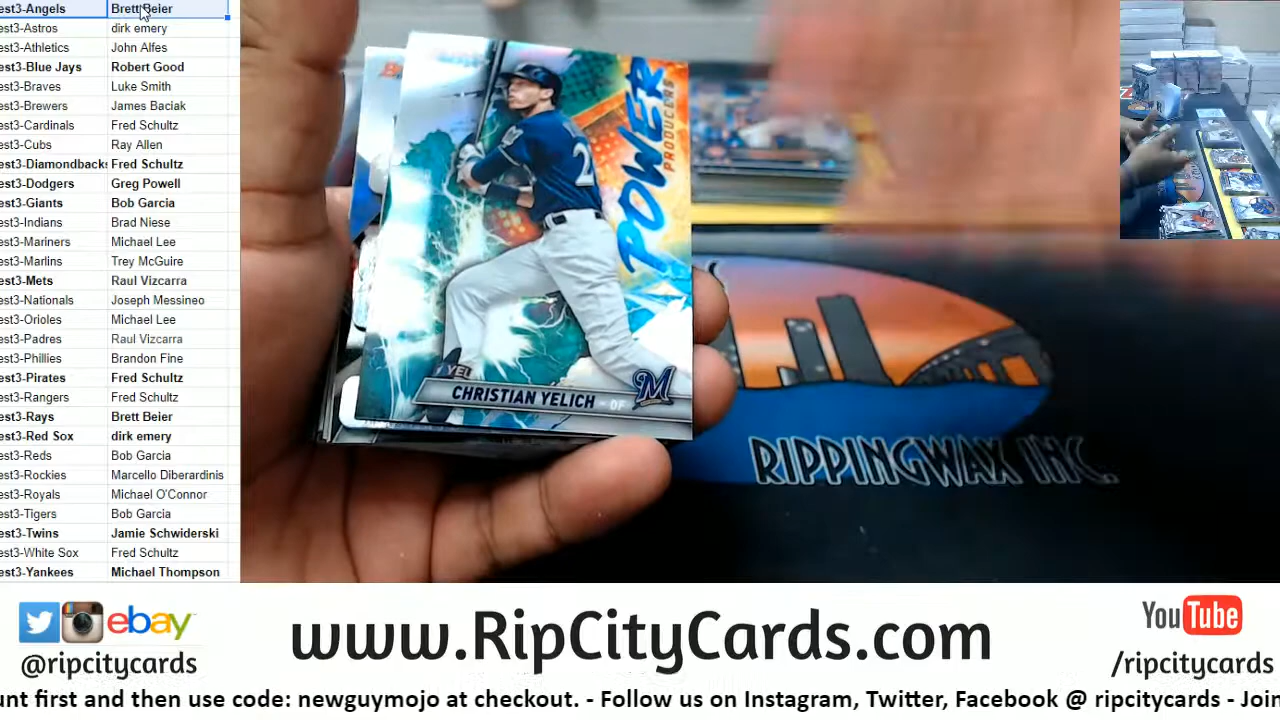 est3-Angels Brett Beier
est3-Astros dirk emery
est3-Athletics John Alfes
est3-Blue Jays Robert Good
est3-Braves Luke Smith
est3-Brewers James Baciak
est3-Cardinals Fred Schultz
est3-Cubs Ray Allen
est3-Diamondbacks Fred Schultz
est3-Dodgers Greg Powell
est3-Giants Bob Garcia
est3-Indians Brad Niese
est3-Mariners Michael Lee
est3-Marlins Trey McGuire
est3-Mets Raul Vizcarra
est3-Nationals Joseph Messineo
est3-Orioles Michael Lee
est3-Padres Raul Vizcarra
est3-Phillies Brandon Fine
est3-Pirates Fred Schultz
est3-Rangers Fred Schultz
est3-Rays Brett Beier
est3-Red Sox dirk emery
est3-Reds Bob Garcia
est3-Rockies Marcello Diberardinis
est3-Royals Michael O'Connor
est3-Tigers Bob Garcia
est3-Twins Jamie Schwiderski
est3-White Sox Fred Schultz
est3-Yankees Michael Thompson
POWER
PRODUCERS
2
YEL
CHRISTIAN YELICH - OF
M
RIPPINGWAX INC.
ebay
@ripcitycards
www.RipCityCards.com
YouTube
/ripcitycards
unt first and then use code: newguymojo at checkout. - Follow us on Instagram, Twitter, Facebook @ ripcitycards - Join